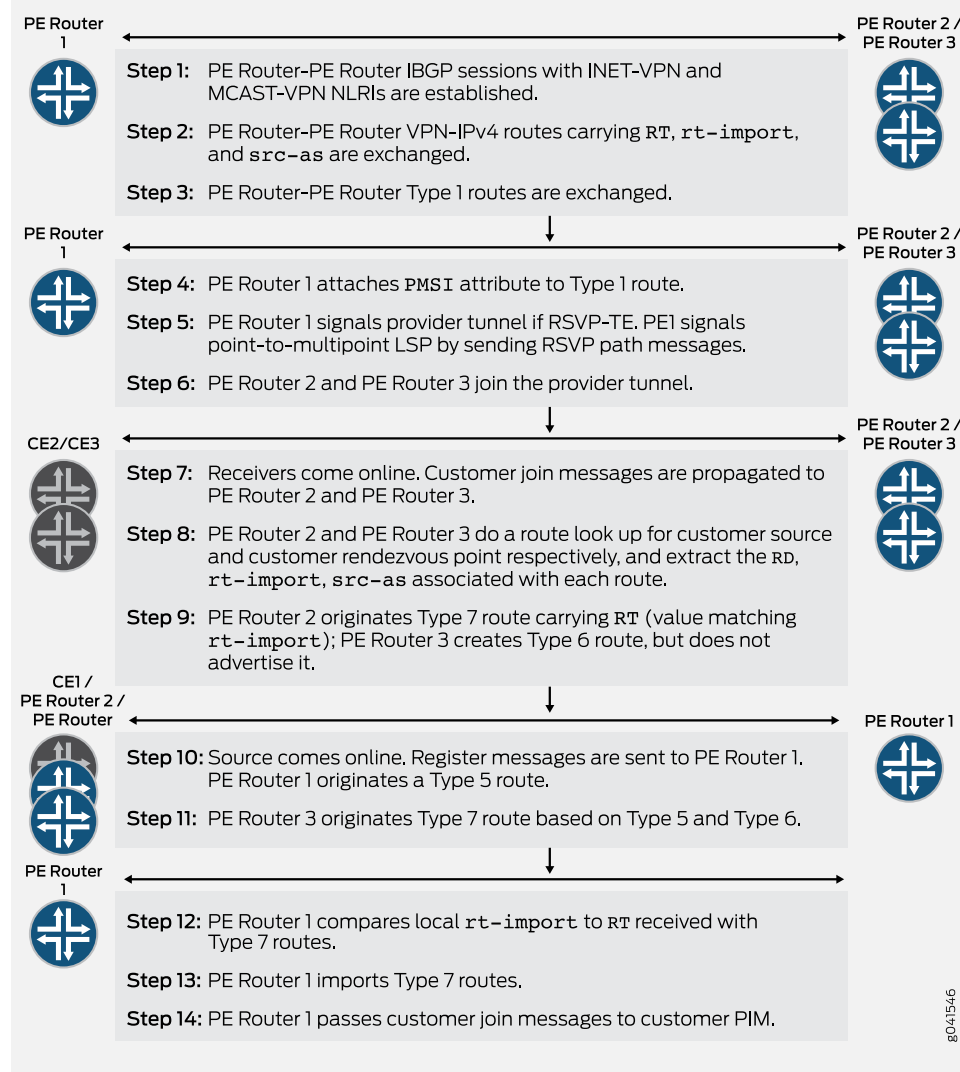 PE Router
1
PE Router 2 /
PE Router 3
Step 1: PE Router-PE Router IBGP sessions with INET-VPN and
MCAST-VPN NLRIs are established.
Step 2: PE Router-PE Router VPN-IPv4 routes carrying RT, rt-import,
and src-as are exchanged.
Step 3: PE Router-PE Router Type 1 routes are exchanged.
PE Router
1
PE Router 2 /
PE Router 3
Step 4: PE Router 1 attaches PMSI attribute to Type 1 route.
Step 5: PE Router 1 signals provider tunnel if RSVP-TE. PE1 signals
point-to-multipoint LSP by sending RSVP path messages.
Step 6: PE Router 2 and PE Router 3 join the provider tunnel.
CE2/CE3
PE Router 2 /
PE Router 3
Step 7: Receivers come online. Customer join messages are propagated to
PE Router 2 and PE Router 3.
Step 8: PE Router 2 and PE Router 3 do a route look up for customer source
and customer rendezvous point respectively, and extract the RD,
rt-import, src-as associated with each route.
Step 9: PE Router 2 originates Type 7 route carrying RT (value matching
rt-import); PE Router 3 creates Type 6 route, but does not
advertise it.
CE1 /
PE Router 2 /
PE Router
PE Router 1
Step 10: Source comes online. Register messages are sent to PE Router 1.
PE Router 1 originates a Type 5 route.
Step 11: PE Router 3 originates Type 7 route based on Type 5 and Type 6.
PE Router
1
Step 12: PE Router 1 compares local rt-import to RT received with
Type 7 routes.
Step 13: PE Router 1 imports Type 7 routes.
Step 14: PE Router 1 passes customer join messages to customer PIM.
g041546